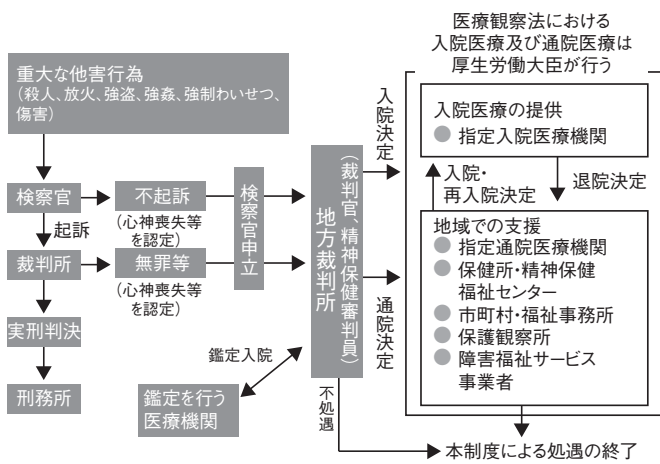 医療観察法における
入院医療及び通院医療は
厚生労働大臣が行う
重大な他害行為
(殺人、放火、強盗、強姦、強制わいせつ、
傷害)
検察官
起訴
裁判所
実刑判決
刑務所
不起訴
(心神喪失等
を認定)
無罪等
(心神喪失等
を認定)
検察官申立
地方裁判所
(裁判官、精神保健審判員)
鑑定入院
鑑定を行う
医療機関
入院決定
通院決定
不処遇
入院医療の提供
● 指定入院医療機関
入院・
再入院決定
退院決定
地域での支援
● 指定通院医療機関
● 保健所・精神保健
福祉センター
● 市町村・福祉事務所
● 保護観察所
● 障害福祉サービス
事業者
本制度による処遇の終了